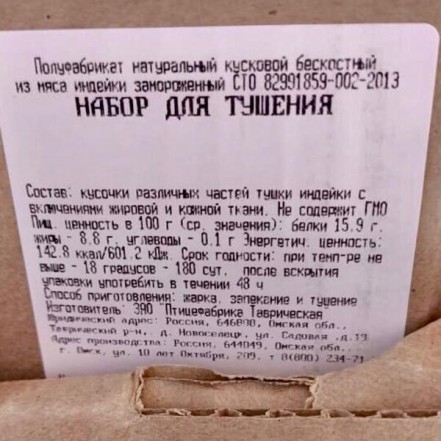 Полуфабрикат натуральный кусковой бескостный
из мяса индейки замороженный СТО 82991859-002-2013
НАБОР ДЛЯ ТУШЕНИЯ
Состав: кусочки различных частей тушки индейки с
включениями жировой и кожной ткани. Не содержит ГМО
Пищ. ценность в 100 г (ср. значения): белки 15.9 г.
жиры - 8.8 г. углеводы - 0.1 г Энергетич. ценность:
142.8 ккал/601.2 кДж. Срок годности: при темп-ре не
выше - 18 градусов - 180 сут. после вскрытия
упаковки употребить в течении 48 ч
Способ приготовления: жарка, запекание и тушение
Изготовитель: ЗАО "Птицефабрика Таврическая
Юридический адрес: Россия, 646800, Омская обл.,
Таврический р-н, д. Новоселецк, ул. Садовая ,д.19
Адрес производства: Россия, 644049, Омская обл.,
г. Омск, ул. 10 лет Октября, 209. т 8(800) 234-71